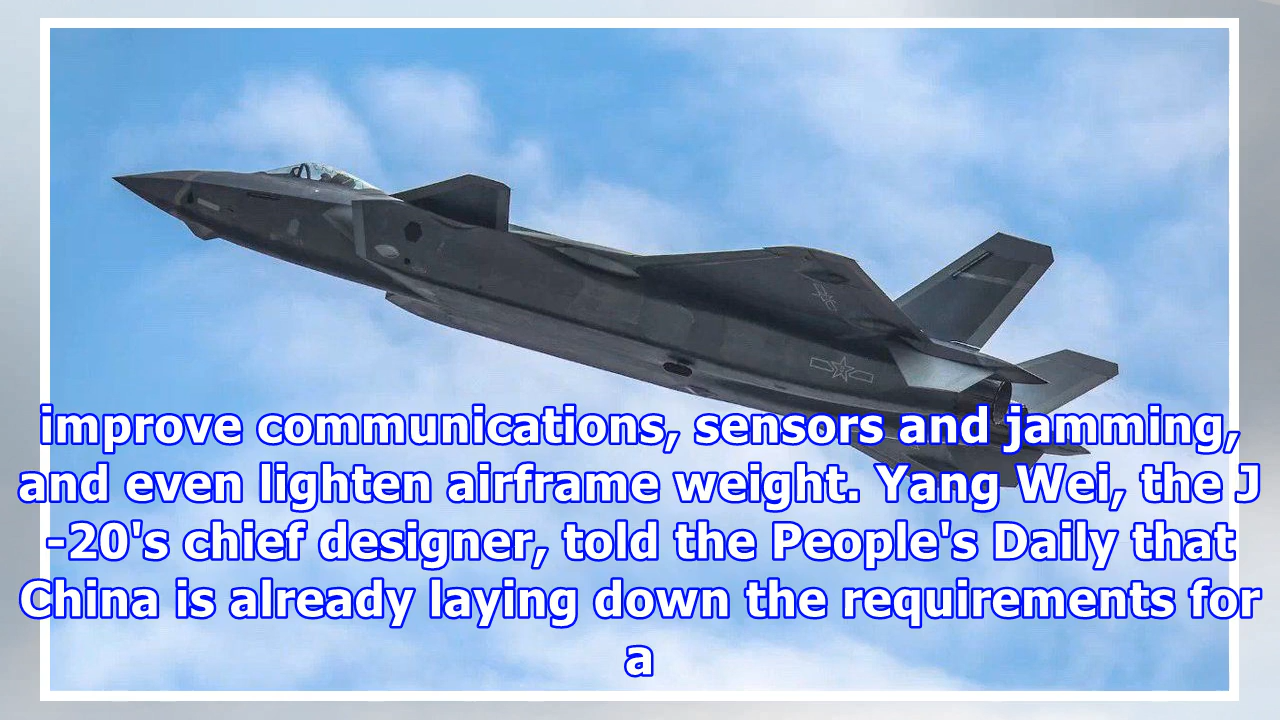 improve communications, sensors and jamming,
and even lighten airframe weight. Yang Wei, the J
-20's chief designer, told the People's Daily that
China is already laying down the requirements for
a